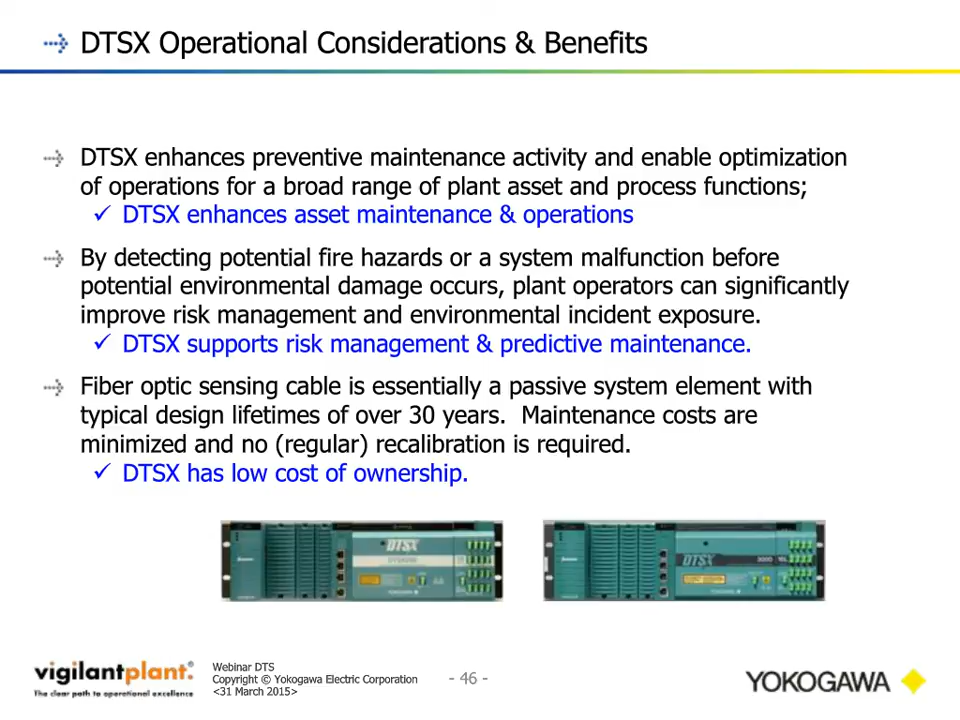 DTSX Operational Considerations & Benefits
DTSX enhances preventive maintenance activity and enable optimization
of operations for a broad range of plant asset and process functions;
✓ DTSX enhances asset maintenance & operations
By detecting potential fire hazards or a system malfunction before
potential environmental damage occurs, plant operators can significantly
improve risk management and environmental incident exposure.
✓ DTSX supports risk management & predictive maintenance.
Fiber optic sensing cable is essentially a passive system element with
typical design lifetimes of over 30 years.  Maintenance costs are
minimized and no (regular) recalibration is required.
✓ DTSX has low cost of ownership.
DTSX
YOKOGAWA
DTSX
3000
YOKOGAWA
vigilantplant.®
The clear path to operational excellence
Webinar DTS
Copyright © Yokogawa Electric Corporation
<31 March 2015>
- 46 -
YOKOGAWA